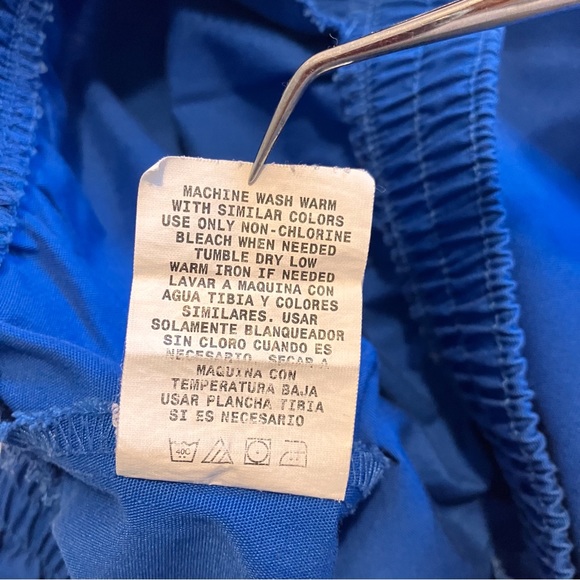 MACHINE WASH WARM
WITH SIMILAR COLORS
USE ONLY NON-CHLORINE
BLEACH WHEN NEEDED
TUMBLE DRY LOW
WARM IRON IF NEEDED
LAVAR A MAQUINA CON
AGUA TIBIA Y COLORES
SIMILARES. USAR
SOLAMENTE BLANQUEADOR
SIN CLORO CUANDO ES
NECESARIO. SECAR A
MAQUINA CON
TEMPERATURA BAJA
USAR PLANCHA TIBIA
SI ES NECESARIO
40C